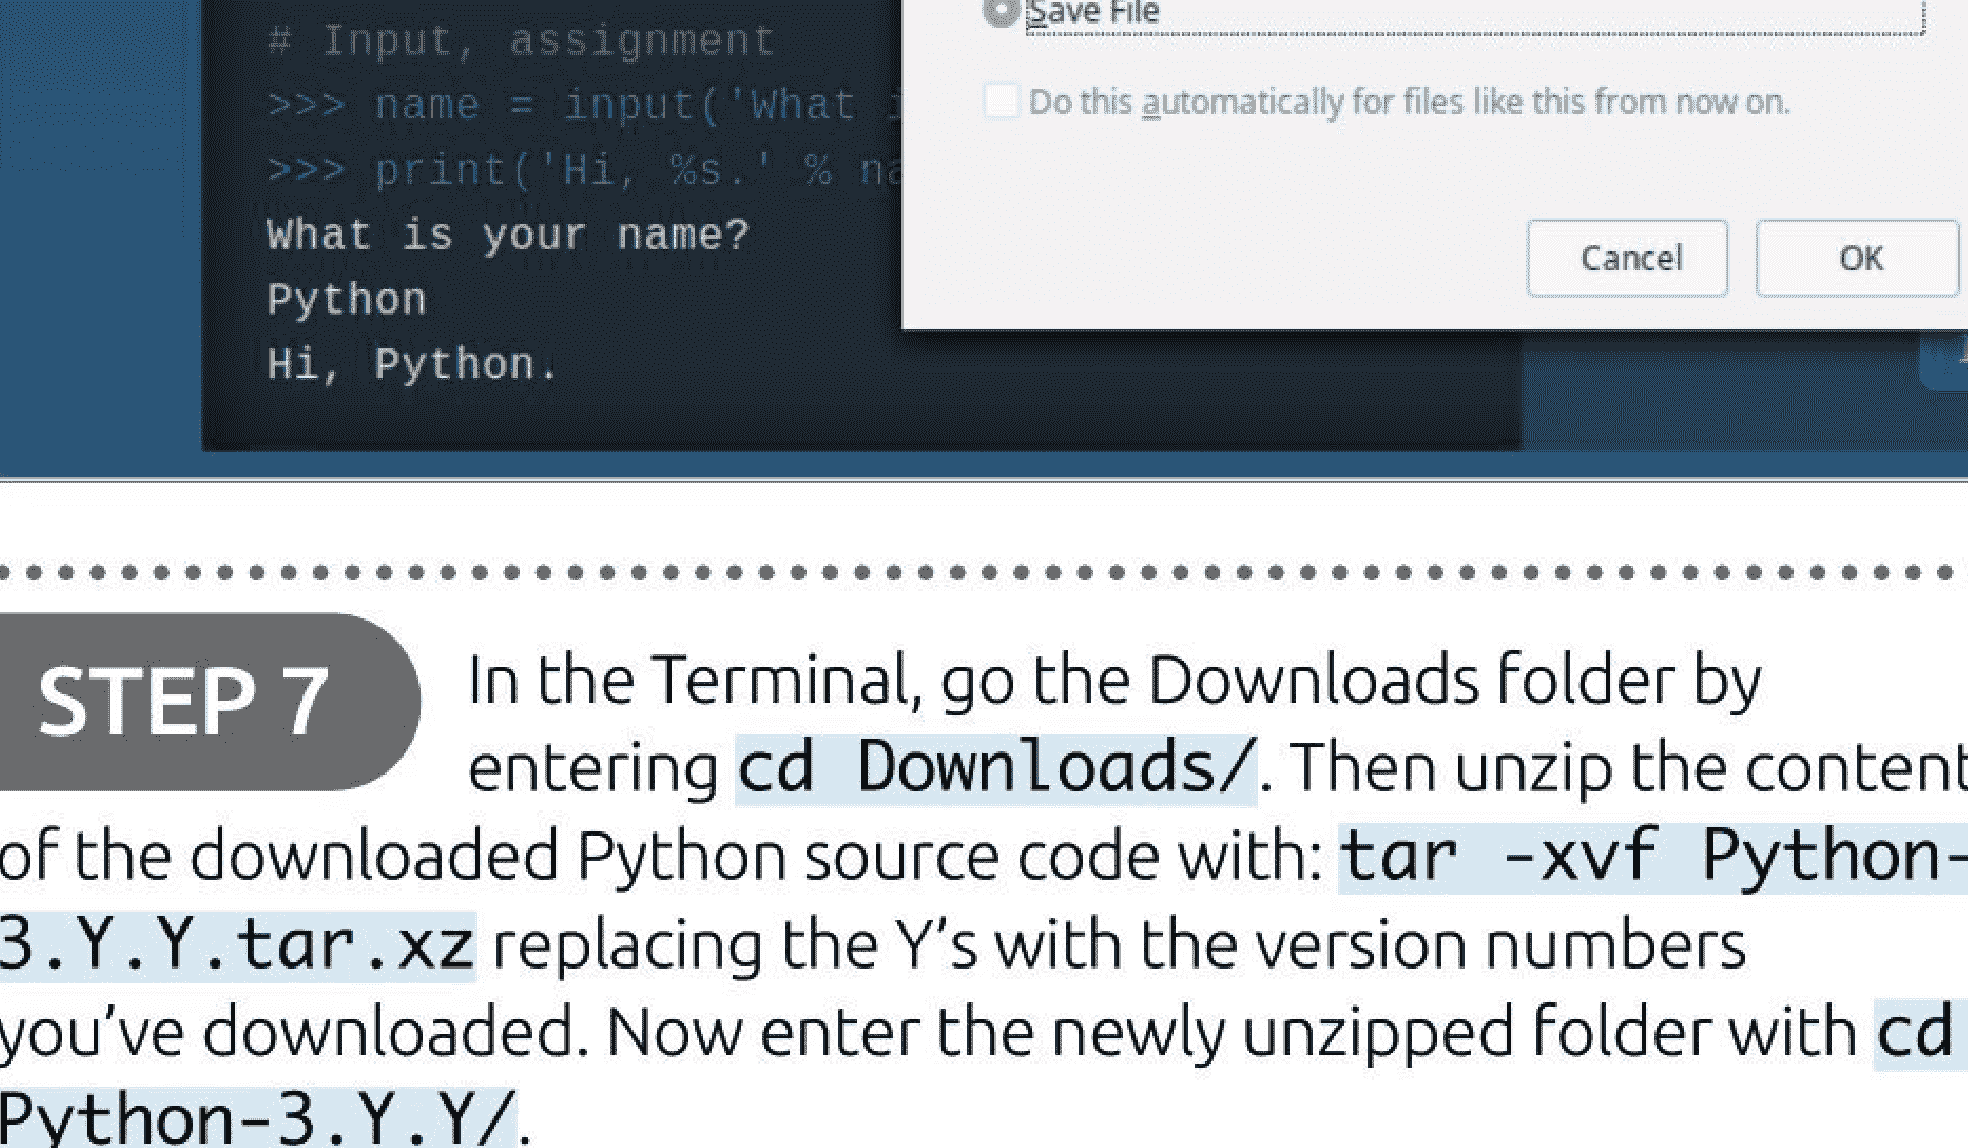 # Input, assignment
>>> name = input('What
>>> print('Hi, %s.' % na
What is your name?
Python
Hi, Python.
Save File
Do this automatically for files like this from now on.
Cancel
OK
STEP 7
In the Terminal, go the Downloads folder by
entering cd Downloads/. Then unzip the content
of the downloaded Python source code with: tar -xvf Python-
3.Y.Y.tar.xz replacing the Y’s with the version numbers
you’ve downloaded. Now enter the newly unzipped folder with cd
Python-3.Y.Y/.